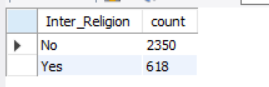 Inter_Religion count
No 2350
Yes 618